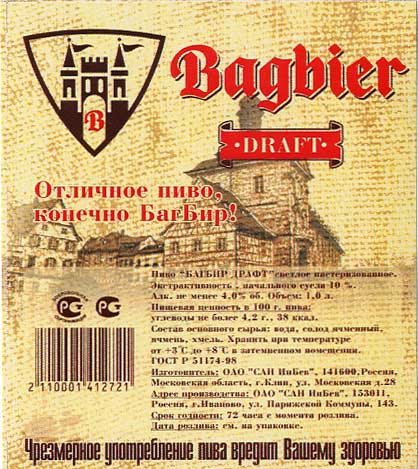 Bagbier
B
·DRAFT·
Отличное пиво,
конечно БагБир!
Пиво "БАГБИР ДРАФТ" светлое пастеризованное.
Экстрактивность , начального сусла 10 %.
Алк. не менее 4,0% об. Объем: 1,0 л.
Пищевая ценность в 100 г. пива:
углеводы не более 4,2 г., 38 ккал.
Состав основного сырья: вода, солод ячменный,
ячмень, хмель. Хранить при температуре
от +3˚С до +8˚С в затемненном помещении.
ГОСТ Р 51174-98
Изготовитель: ОАО "САН ИнБев", 141600,Россия,
Московская область, г.Клин, ул. Московская д.28
Адрес производства: ОАО "САН ИнБев", 153011,
Россия, г.Иваново, ул. Парижской Коммуны, 143.
Срок годности: 72 часа с момента розлива.
Дата розлива: см. на упаковке.
РС РС
2 110001 412721
Чрезмерное употребление пива вредит Вашему здоровью